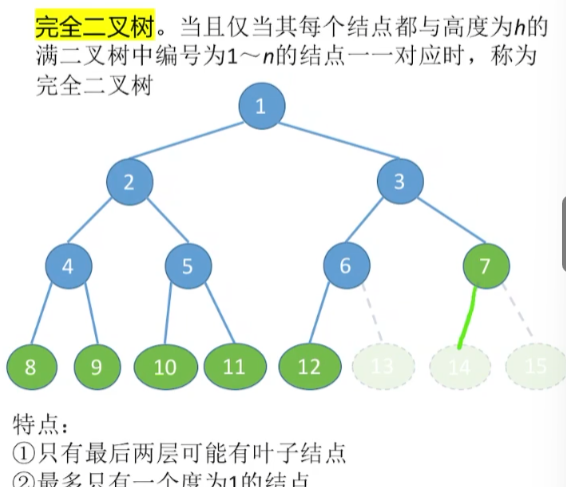 完全二叉树。当且仅当其每个结点都与高度为h的
满二叉树中编号为1～n的结点一一对应时，称为
完全二叉树
1
2
3
4
5
6
7
8
9
10
11
12
13
14
15
特点：
①只有最后两层可能有叶子结点
②最多只有一个度为1的结点